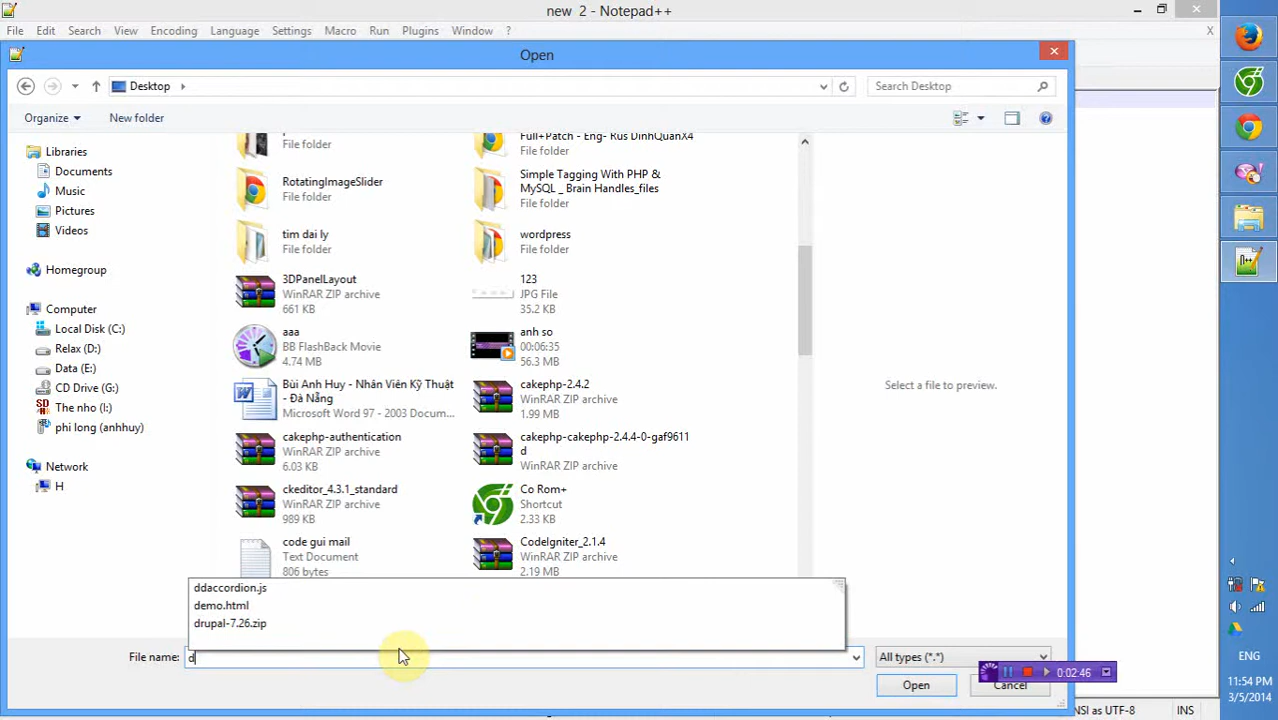 new 2 - Notepad++
File Edit Search View Encoding Language Settings Macro Run Plugins Window ? X
Open
Desktop
Search Desktop
Organize New folder
Libraries
Documents
Music
Pictures
Videos
Homegroup
Computer
Local Disk (C:)
Relax (D:)
Data (E:)
CD Drive (G:)
The nho (I:)
phi long (anhhuy)
Network
H
File folder
Full+Patch - Eng- Rus DinhQuanX4
File folder
RotatingImageSlider
File folder
Simple Tagging With PHP &
MySQL _ Brain Handles_files
File folder
tim dai ly
File folder
wordpress
File folder
3DPanelLayout
WinRAR ZIP archive
661 KB
123
JPG File
35.2 KB
aaa
BB FlashBack Movie
4.74 MB
anh so
00:06:35
56.3 MB
Bùi Anh Huy - Nhân Viên Kỹ Thuật
- Đà Nẵng
Microsoft Word 97 - 2003 Docum...
cakephp-2.4.2
WinRAR ZIP archive
1.99 MB
cakephp-authentication
WinRAR ZIP archive
6.03 KB
cakephp-cakephp-2.4.4-0-gaf9611
d
WinRAR ZIP archive
ckeditor_4.3.1_standard
WinRAR ZIP archive
989 KB
Co Rom+
Shortcut
2.33 KB
code gui mail
Text Document
806 bytes
CodeIgniter_2.1.4
WinRAR ZIP archive
2.19 MB
Select a file to preview.
ddaccordion.js
demo.html
drupal-7.26.zip
File name: d
All types (*.*)
Open Cancel
0:02:46
ENG
11:54 PM
3/5/2014
ANSI as UTF-8 INS